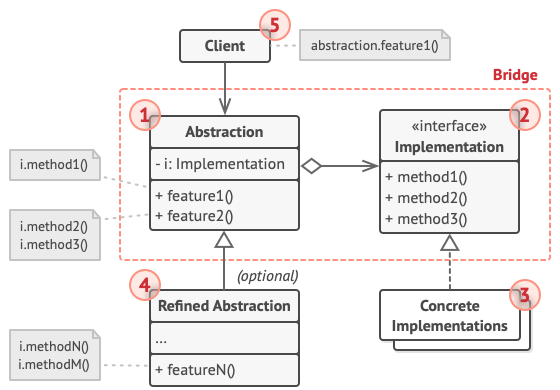 5
Client
abstraction.feature1()
Bridge
1
Abstraction
- i: Implementation
+ feature1()
+ feature2()
2
«interface»
Implementation
+ method1()
+ method2()
+ method3()
i.method1()
i.method2()
i.method3()
(optional)
4
Refined Abstraction
...
+ featureN()
3
Concrete
Implementations
i.methodN()
i.methodM()